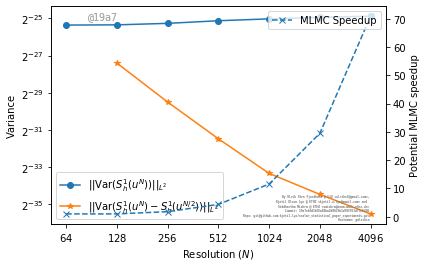 @19a7
MLMC Speedup
2^{-25}
2^{-27}
2^{-29}
2^{-31}
2^{-33}
2^{-35}
Variance
70
60
50
40
30
20
10
0
Potential MLMC speedup
||Var(S_h^1(u^N))||_{L^2}
||Var(S_h^1(u^N) − S_h^1(u^{N/2}))||_{L^2}
64 128 256 512 1024 2048 4096
Resolution (N)